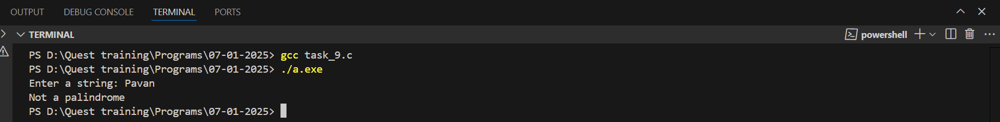 OUTPUT DEBUG CONSOLE TERMINAL PORTS
TERMINAL powershell
PS D:\Quest training\Programs\07-01-2025> gcc task_9.c
PS D:\Quest training\Programs\07-01-2025> ./a.exe
Enter a string: Pavan
Not a palindrome
PS D:\Quest training\Programs\07-01-2025>